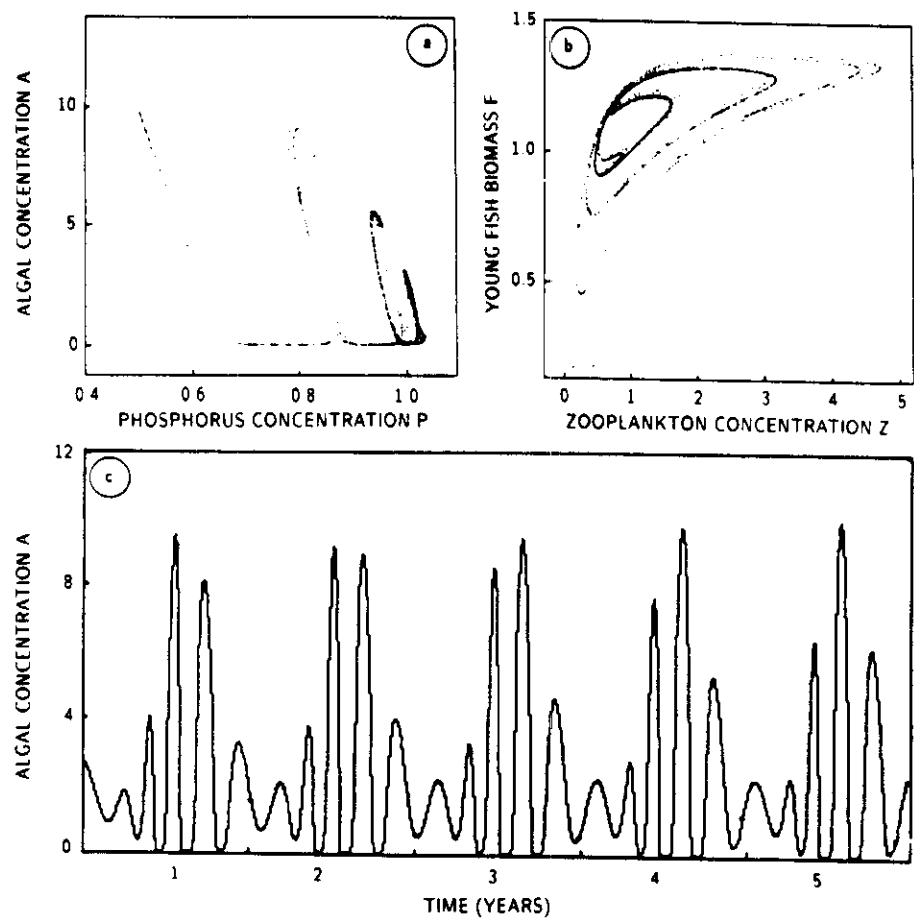 a
ALGAL CONCENTRATION A
10
5
0
0 4
0 6
0 8
1 0
PHOSPHORUS CONCENTRATION P
b
YOUNG FISH BIOMASS F
1.5
1.0
0.5
0
1
2
3
4
5
ZOOPLANKTON CONCENTRATION Z
c
ALGAL CONCENTRATION A
12
8
4
0
1
2
3
4
5
TIME (YEARS)